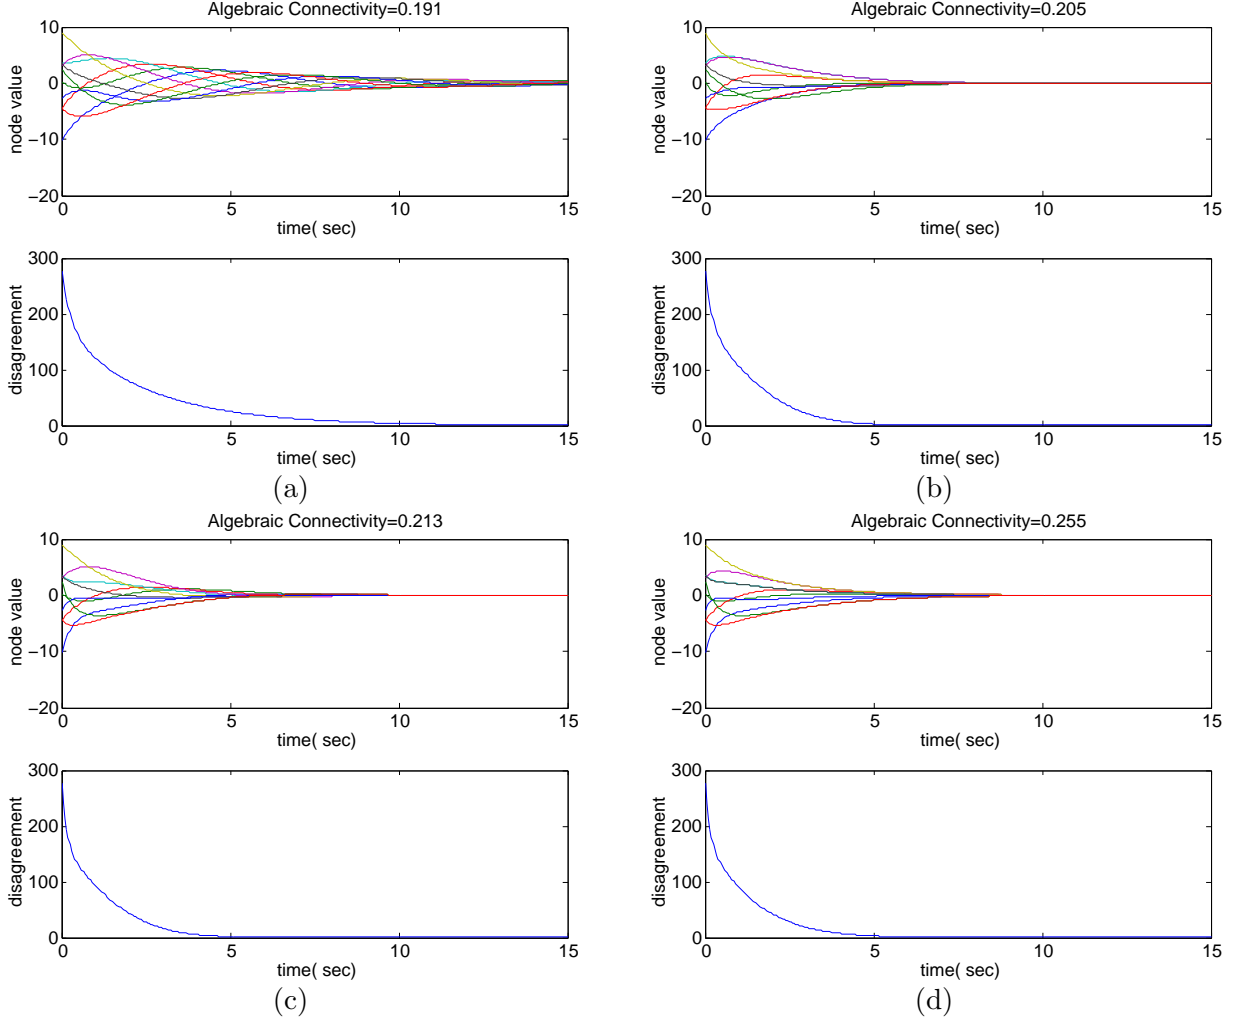 Algebraic Connectivity=0.191
10
0
−10
−20
node value
0
5
10
15
time( sec)
300
200
100
0
disagreement
0
5
10
15
time( sec)
(a)
Algebraic Connectivity=0.205
10
0
−10
−20
node value
0
5
10
15
time( sec)
300
200
100
0
disagreement
0
5
10
15
time( sec)
(b)
Algebraic Connectivity=0.213
10
0
−10
−20
node value
0
5
10
15
time( sec)
300
200
100
0
disagreement
0
5
10
15
time( sec)
(c)
Algebraic Connectivity=0.255
10
0
−10
−20
node value
0
5
10
15
time( sec)
300
200
100
0
disagreement
0
5
10
15
time( sec)
(d)